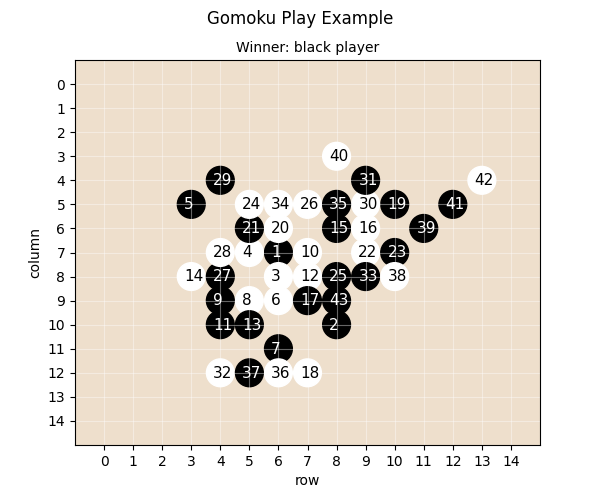 Gomoku Play Example
Winner: black player
0
1
2
3 40
4 29 31 42
5 5 24 34 26 35 30 19 41
6 21 20 15 16 39
7 28 4 1 10 22 23
8 14 27 3 12 25 33 38
9 9 8 6 17 43
10 11 13 2
11 7
12 32 37 36 18
13
14
column
0 1 2 3 4 5 6 7 8 9 10 11 12 13 14
row